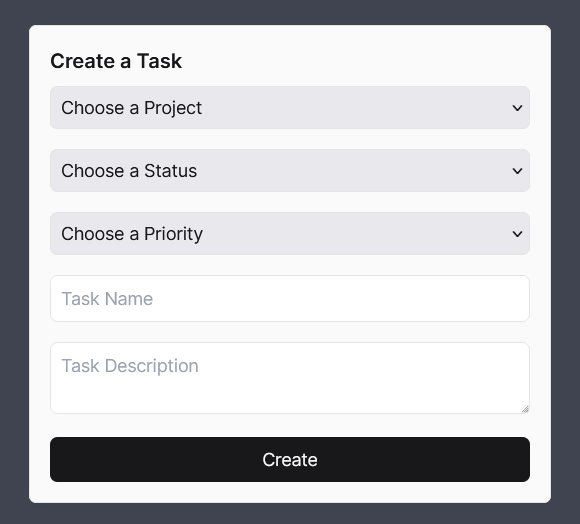 Create a Task
Choose a Project
Choose a Status
Choose a Priority
Task Name
Task Description
Create